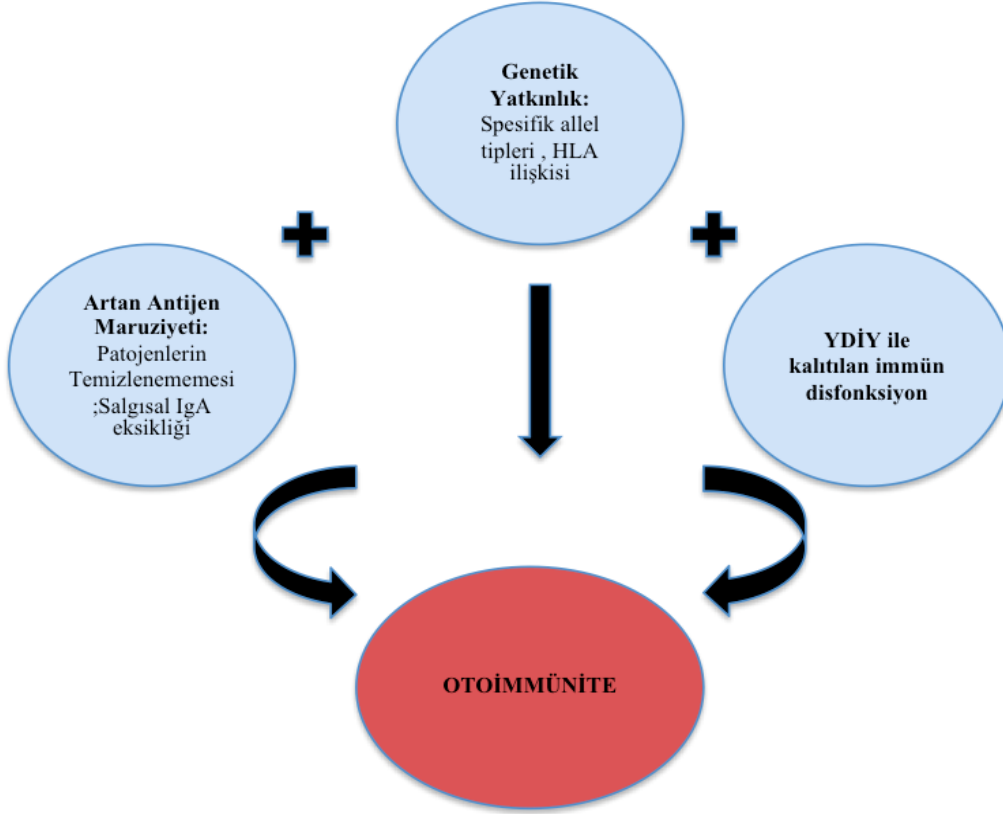 Genetik
Yatkınlık:
Spesifik allel
tipleri , HLA
ilişkisi
Artan Antijen
Maruziyeti:
Patojenlerin
Temizlenememesi
;Salgısal IgA
eksikliği
YDİY ile
kalıtılan immün
disfonksiyon
OTOİMMÜNİTE